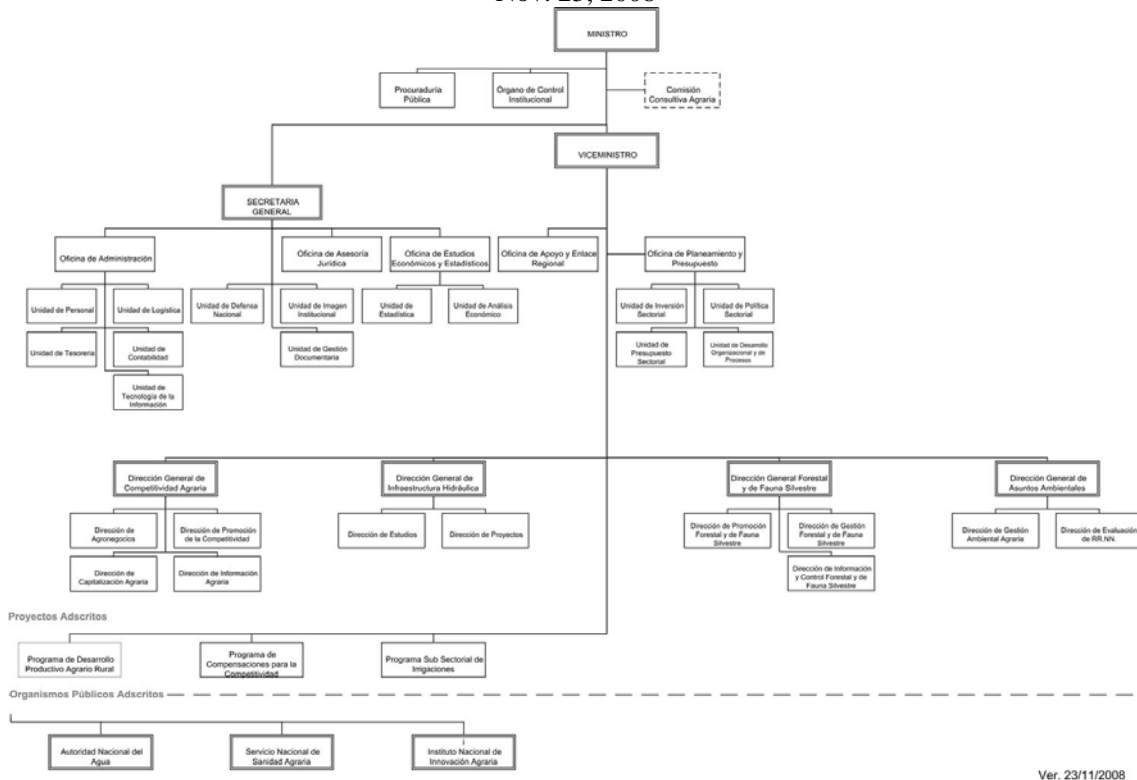 Nov. 23, 2008
MINISTRO
Procuraduría
Pública
Órgano de Control
Institucional
Comisión
Consultiva Agraria
VICEMINISTRO
SECRETARIA
GENERAL
Oficina de Administración
Oficina de Asesoría
Jurídica
Oficina de Estudios
Económicos y Estadísticos
Oficina de Apoyo y Enlace
Regional
Oficina de Planeamiento y
Presupuesto
Unidad de Personal
Unidad de Logística
Unidad de Defensa
Nacional
Unidad de Imagen
Institucional
Unidad de
Estadística
Unidad de Análisis
Económico
Unidad de Inversión
Sectorial
Unidad de Política
Sectorial
Unidad de Tesorería
Unidad de
Contabilidad
Unidad de Gestión
Documentaria
Unidad de
Presupuesto
Sectorial
Unidad de Desarrollo
Organizacional y de
Procesos
Unidad de
Tecnología de la
Información
Dirección General de
Competitividad Agraria
Dirección General de
Infraestructura Hidráulica
Dirección General Forestal
y de Fauna Silvestre
Dirección General de
Asuntos Ambientales
Dirección de
Agronegocios
Dirección de Promoción
de la Competitividad
Dirección de Estudios
Dirección de Proyectos
Dirección de Promoción
Forestal y de Fauna
Silvestre
Dirección de Gestión
Forestal y de Fauna
Silvestre
Dirección de Gestión
Ambiental Agraria
Dirección de Evaluación
de RR.NN.
Dirección de
Capitalización Agraria
Dirección de Información
Agraria
Dirección de Información
y Control Forestal y de
Fauna Silvestre
Proyectos Adscritos
Programa de Desarrollo
Productivo Agrario Rural
Programa de
Compensaciones para la
Competitividad
Programa Sub Sectorial de
Irrigaciones
Organismos Públicos Adscritos
Autoridad Nacional del
Agua
Servicio Nacional de
Sanidad Agraria
Instituto Nacional de
Innovación Agraria
Ver. 23/11/2008